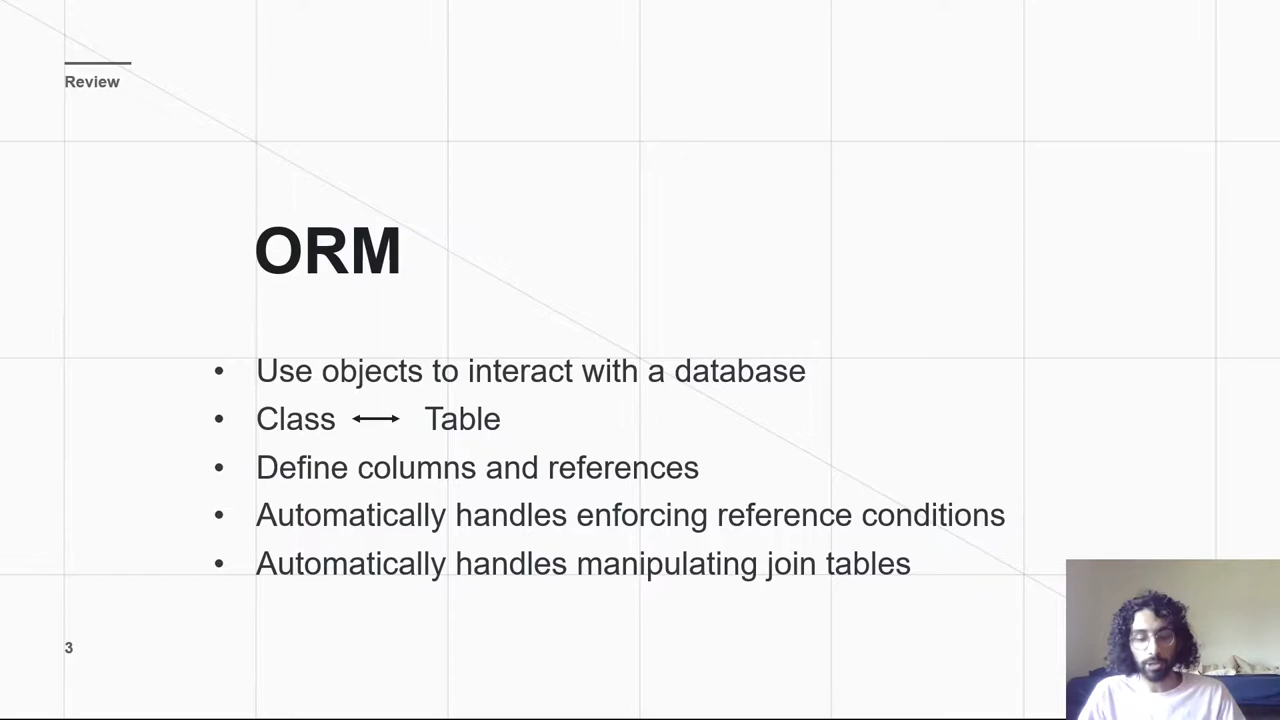 Review
ORM
• Use objects to interact with a database
• Class ⟷ Table
• Define columns and references
• Automatically handles enforcing reference conditions
• Automatically handles manipulating join tables
3